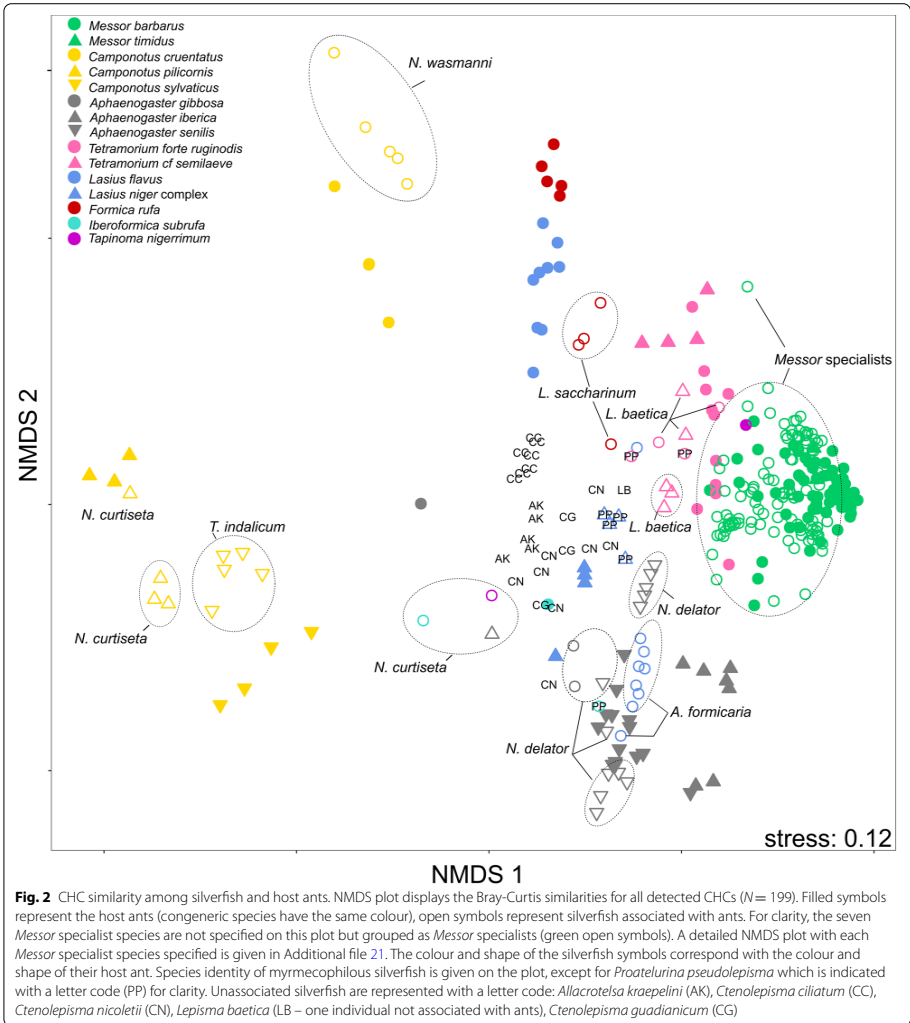 Messor barbarus
Messor timidus
Camponotus cruentatus
Camponotus pilicornis
Camponotus sylvaticus
Aphaenogaster gibbosa
Aphaenogaster iberica
Aphaenogaster senilis
Tetramorium forte ruginodis
Tetramorium cf semilaeve
Lasius flavus
Lasius niger complex
Formica rufa
Iberoformica subrufa
Tapinoma nigerrimum
N. wasmanni
Messor specialists
L. saccharinum
L. baetica
CC
CC
CC
CC
CC
CC
CC
PP
PP
N. curtiseta
T. indalicum
CN
LB
AK
AK
CG
PP
PP
PP
L. baetica
AK
AK
CN
CG
CN
CN
AK
PP
CN
CN
N. delator
CG
CN
N. curtiseta
N. curtiseta
CN
PP
A. formicaria
N. delator
NMDS 2
stress: 0.12
NMDS 1
Fig. 2 CHC similarity among silverfish and host ants. NMDS plot displays the Bray-Curtis similarities for all detected CHCs (N = 199). Filled symbols
represent the host ants (congeneric species have the same colour), open symbols represent silverfish associated with ants. For clarity, the seven
Messor specialist species are not specified on this plot but grouped as Messor specialists (green open symbols). A detailed NMDS plot with each
Messor specialist species specified is given in Additional file 21. The colour and shape of the silverfish symbols correspond with the colour and
shape of their host ant. Species identity of myrmecophilous silverfish is given on the plot, except for Proatelurina pseudolepisma which is indicated
with a letter code (PP) for clarity. Unassociated silverfish are represented with a letter code: Allacrotelsa kraepelini (AK), Ctenolepisma ciliatum (CC),
Ctenolepisma nicoletii (CN), Lepisma baetica (LB – one individual not associated with ants), Ctenolepisma guadianicum (CG)